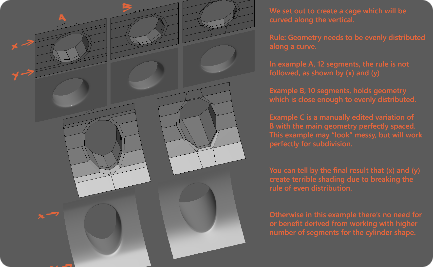 A
B
We set out to create a cage which will be
curved along the vertical.
Rule: Geometry needs to be evenly distributed
along a curve.
In example A, 12 segments, the rule is not
followed, as shown by (x) and (y)
Example B, 10 segments, holds geometry
which is close enough to evenly distributed.
Example C is a manually edited variation of
B with the main geometry perfectly spaced.
This example may "look" messy, but will work
perfectly for subdivision.
You can tell by the final result that (x) and (y)
create terrible shading due to breaking the
rule of even distribution.
Otherwise in this example there's no need for
or benefit derived from working with higher
number of segments for the cylinder shape.
x
y
x